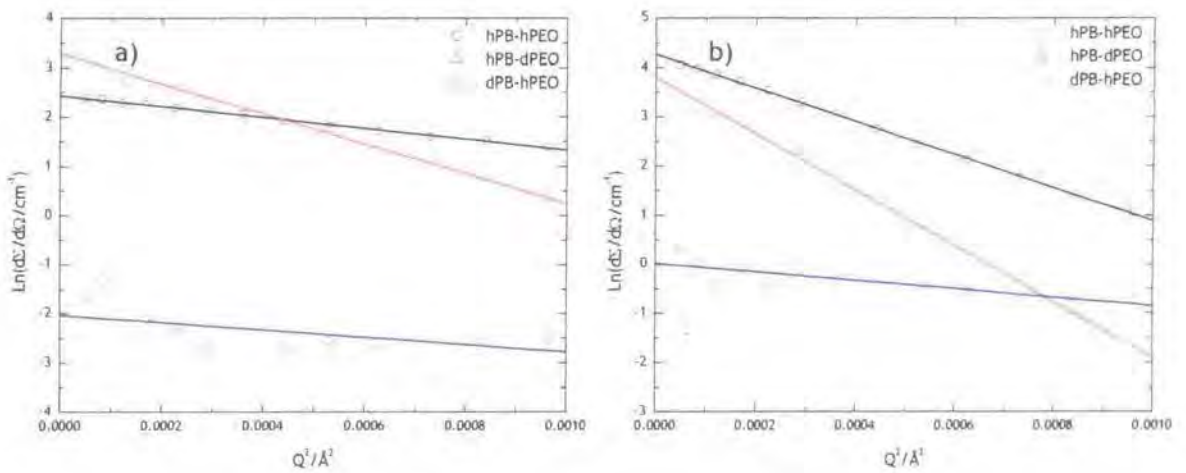 a)
hPB-hPEO
hPB-dPEO
dPB-hPEO
Ln(dΣ/dΩ/cm⁻¹)
4
3
2
1
0
-1
-2
-3
-4
0.0000 0.0002 0.0004 0.0006 0.0008 0.0010
Q²/Å²
b)
hPB-hPEO
hPB-dPEO
dPB-hPEO
Ln(dΣ/dΩ/cm⁻¹)
5
4
3
2
1
0
-1
-2
-3
0.0000 0.0002 0.0004 0.0006 0.0008 0.0010
Q²/Å²